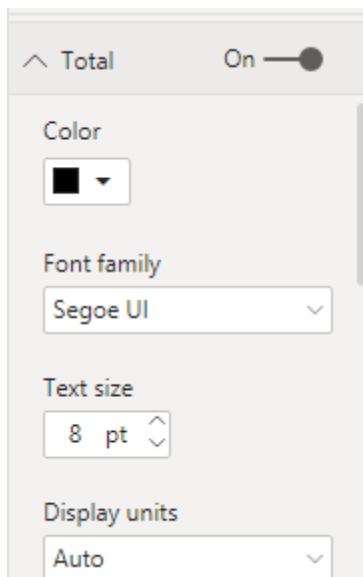 Total On
Color
Font family
Segoe UI
Text size
8 pt
Display units
Auto